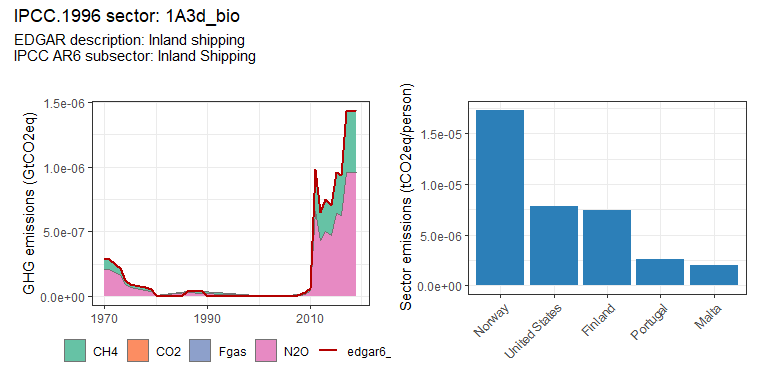 IPCC.1996 sector: 1A3d_bio
EDGAR description: Inland shipping
IPCC AR6 subsector: Inland Shipping
GHG emissions (GtCO2eq)
1.5e-06
1.0e-06
5.0e-07
0.0e+00
1970
1990
2010
CH4
CO2
Fgas
N2O
edgar6_
Sector emissions (tCO2eq/person)
1.5e-05
1.0e-05
5.0e-06
0.0e+00
Norway
United States
Finland
Portugal
Malta